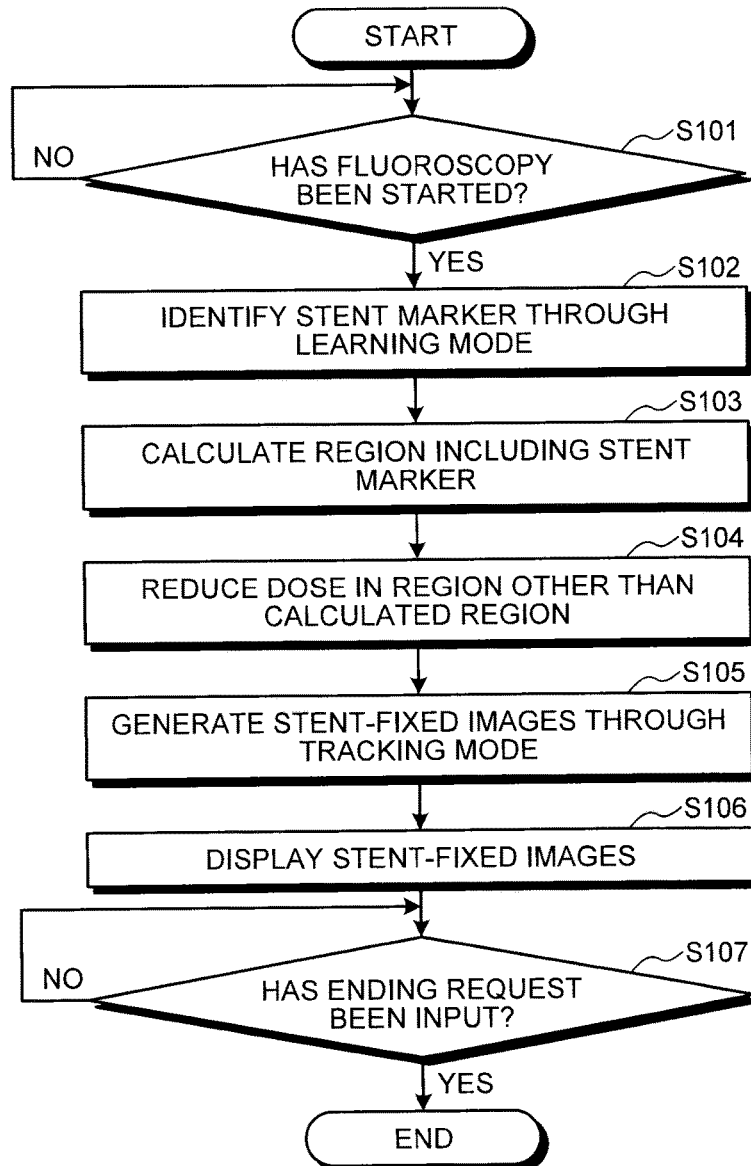 START
S101
NO
HAS FLUOROSCOPY
BEEN STARTED?
YES
S102
IDENTIFY STENT MARKER THROUGH
LEARNING MODE
S103
CALCULATE REGION INCLUDING STENT
MARKER
S104
REDUCE DOSE IN REGION OTHER THAN
CALCULATED REGION
S105
GENERATE STENT-FIXED IMAGES THROUGH
TRACKING MODE
S106
DISPLAY STENT-FIXED IMAGES
S107
NO
HAS ENDING REQUEST
BEEN INPUT?
YES
END